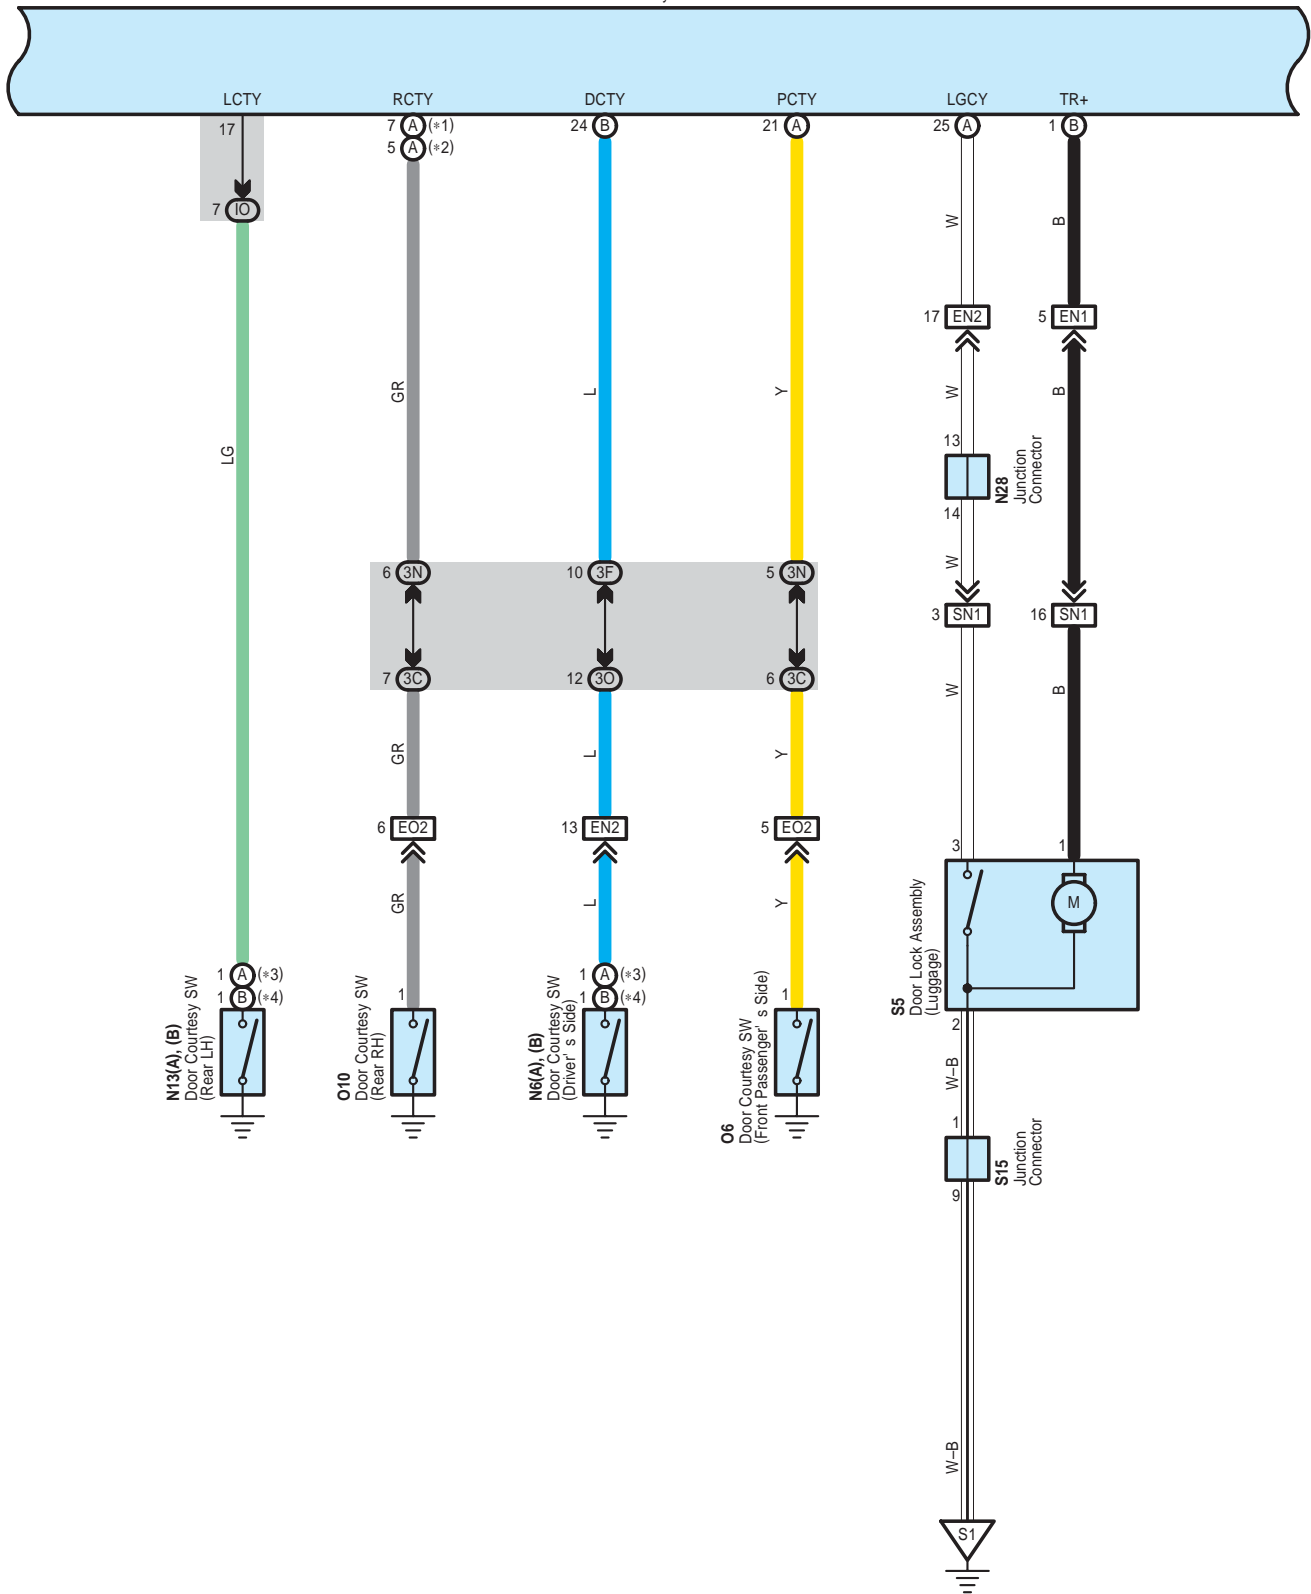 LCTY RCTY DCTY PCTY LGCY TR+
17 7 A (*1) 24 B 21 A 25 A 1 B
5 A (*2)
7 IO
W B
17 EN2 5 EN1
GR L Y W B
LG
13
N28
Junction
Connector
14
W
6 3N 10 3F 5 3N
3 SN1 16 SN1
7 3C 12 3O 6 3C
W B
GR L Y
6 EO2 13 EN2 5 EO2
3 1
GR L Y
M
S5
Door Lock Assembly
(Luggage)
1 A (*3) 1 A (*3)
1 B (*4) 1 1 B (*4) 1
N13(A), (B)
Door Courtesy SW
(Rear LH)
O10
Door Courtesy SW
(Rear RH)
N6(A), (B)
Door Courtesy SW
(Driver' s Side)
O6
Door Courtesy SW
(Front Passenger' s Side)
2
W–B
1
S15
Junction
Connector
9
W–B
S1